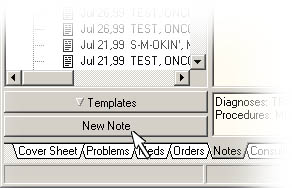 Jul 26,99 TEST, ONC
Jul 26,99 TEST, ONC
Jul 21,99 S-M-OKIN',
Jul 21,99 TEST, ONC
Templates
Diagnoses:
New Note
Procedures:
Cover Sheet Problems Meds Orders Notes Consu